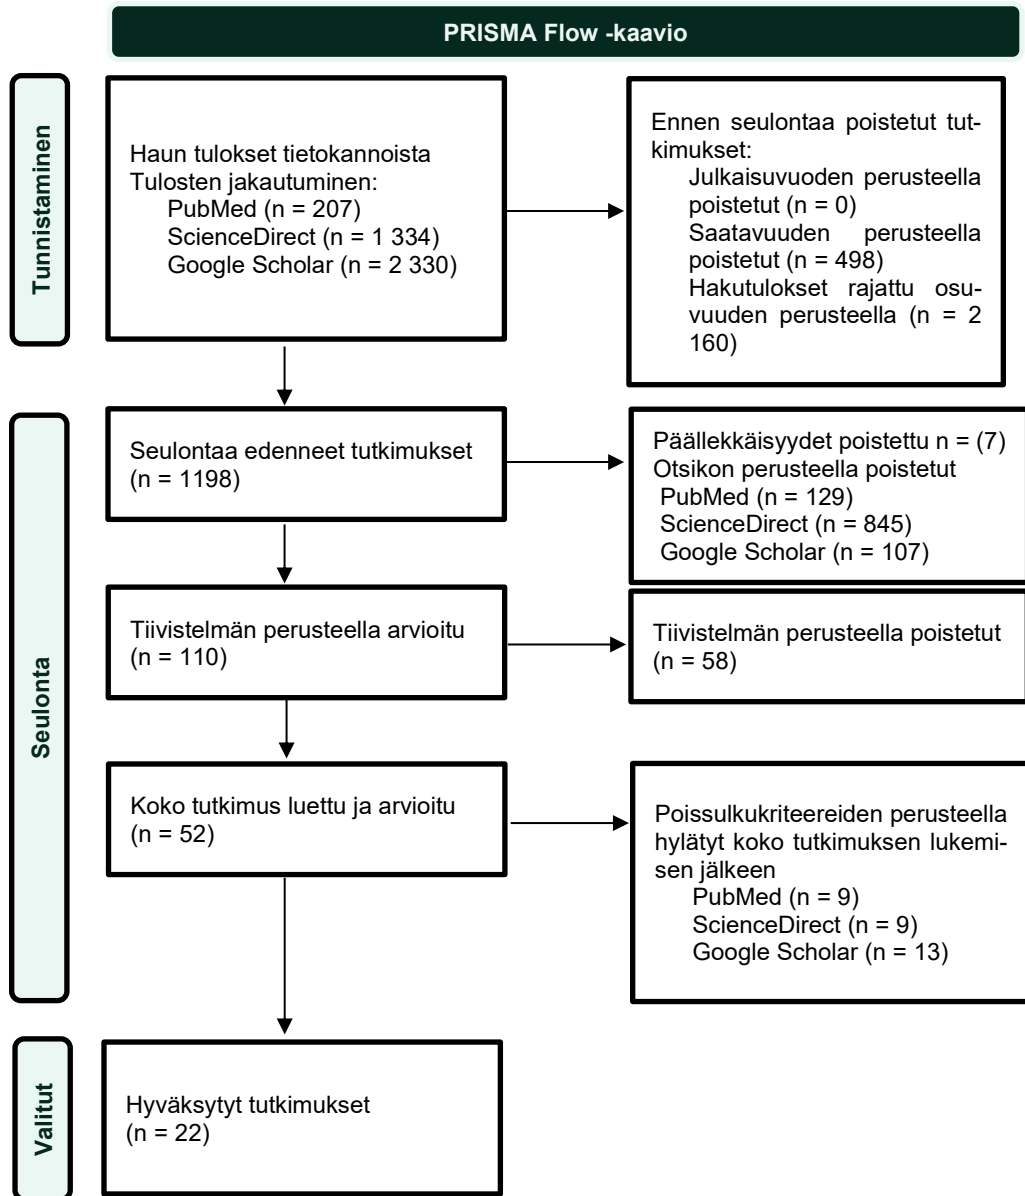 PRISMA Flow -kaavio
Tunnistaminen
Haun tulokset tietokannoista
Tulosten jakautuminen:
PubMed (n = 207)
ScienceDirect (n = 1 334)
Google Scholar (n = 2 330)
Ennen seulontaa poistetut tut-
kimukset:
Julkaisuvuoden perusteella
poistetut (n = 0)
Saatavuuden perusteella
poistetut (n = 498)
Hakutulokset rajattu osu-
vuuden perusteella (n = 2
160)
Seulonta
Seulontaa edenneet tutkimukset
(n = 1198)
Päällekkäisyydet poistettu n = (7)
Otsikon perusteella poistetut
PubMed (n = 129)
ScienceDirect (n = 845)
Google Scholar (n = 107)
Tiivistelmän perusteella arvioitu
(n = 110)
Tiivistelmän perusteella poistetut
(n = 58)
Koko tutkimus luettu ja arvioitu
(n = 52)
Poissulkukriteereiden perusteella
hylätyt koko tutkimuksen lukemi-
sen jälkeen
PubMed (n = 9)
ScienceDirect (n = 9)
Google Scholar (n = 13)
Valitut
Hyväksytyt tutkimukset
(n = 22)